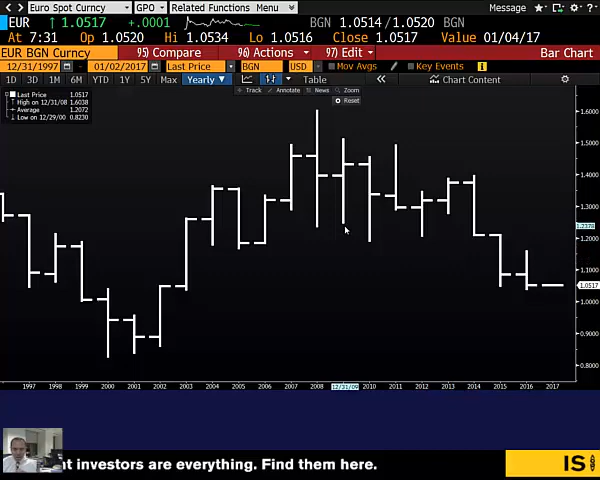 Euro Spot Curncy GPO Related Functions Menu Message
EUR ↑ 1.0517 +.0001 BGN 1.0514/1.0520 BGN
At 7:31 Op 1.0520 Hi 1.0534 Lo 1.0516 Close 1.0517 Value 01/04/17
EUR BGN Curncy 95) Compare 96) Actions 97) Edit Bar Chart
12/31/1997 01/02/2017 Last Price BGN USD Mov Avgs Key Events
1D 3D 1M 6M YTD 1Y 5Y Max Yearly Table Chart Content
Track Annotate News Zoom
Reset
Last Price 1.0517
High on 12/31/08 1.6038
Average 1.2072
Low on 12/29/00 0.8230
1.6000
1.5000
1.4000
1.3000
1.2370
1.2000
1.1000
1.0517
1.0000
0.9000
0.8000
1997 1998 1999 2000 2001 2002 2003 2004 2005 2006 2007 2008 12/31/09 2010 2011 2012 2013 2014 2015 2016 2017
t investors are everything. Find them here.
IS